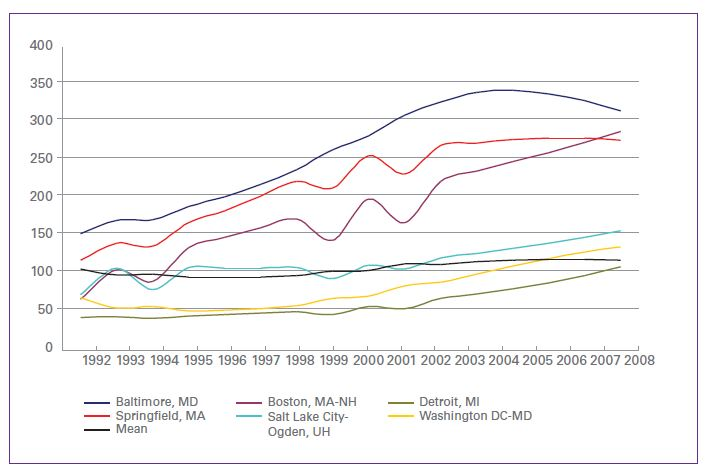 400
350
300
250
200
150
100
50
0
1992 1993 1994 1995 1996 1997 1998 1999 2000 2001 2002 2003 2004 2005 2006 2007 2008
Baltimore, MD Boston, MA-NH Detroit, MI
Springfield, MA Salt Lake City- Washington DC-MD
Mean Ogden, UH